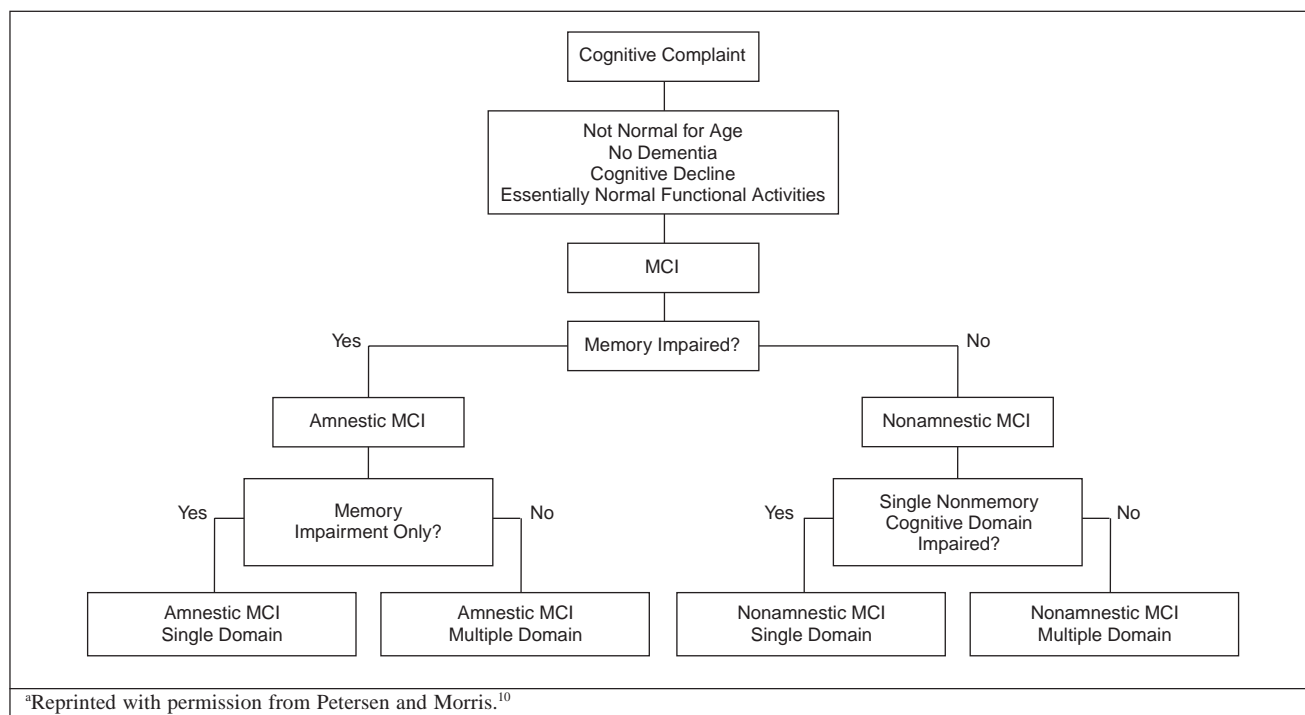 Cognitive Complaint
Not Normal for Age
No Dementia
Cognitive Decline
Essentially Normal Functional Activities
MCI
Yes
Memory Impaired?
No
Amnestic MCI
Nonamnestic MCI
Yes
Memory
Impairment Only?
No
Yes
Single Nonmemory
Cognitive Domain
Impaired?
No
Amnestic MCI
Single Domain
Amnestic MCI
Multiple Domain
Nonamnestic MCI
Single Domain
Nonamnestic MCI
Multiple Domain
ᵃReprinted with permission from Petersen and Morris.¹⁰